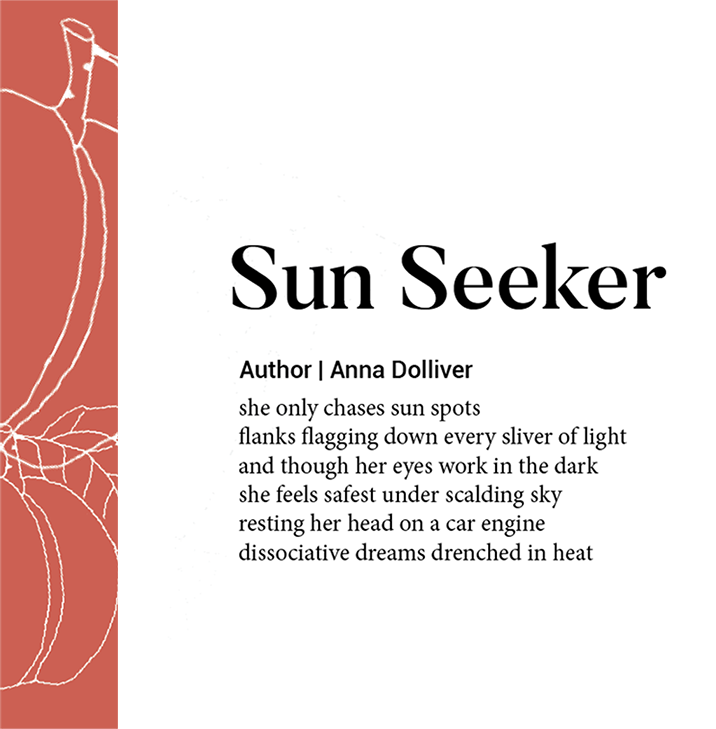 Sun Seeker
Author | Anna Dolliver
she only chases sun spots
flanks flagging down every sliver of light
and though her eyes work in the dark
she feels safest under scalding sky
resting her head on a car engine
dissociative dreams drenched in heat